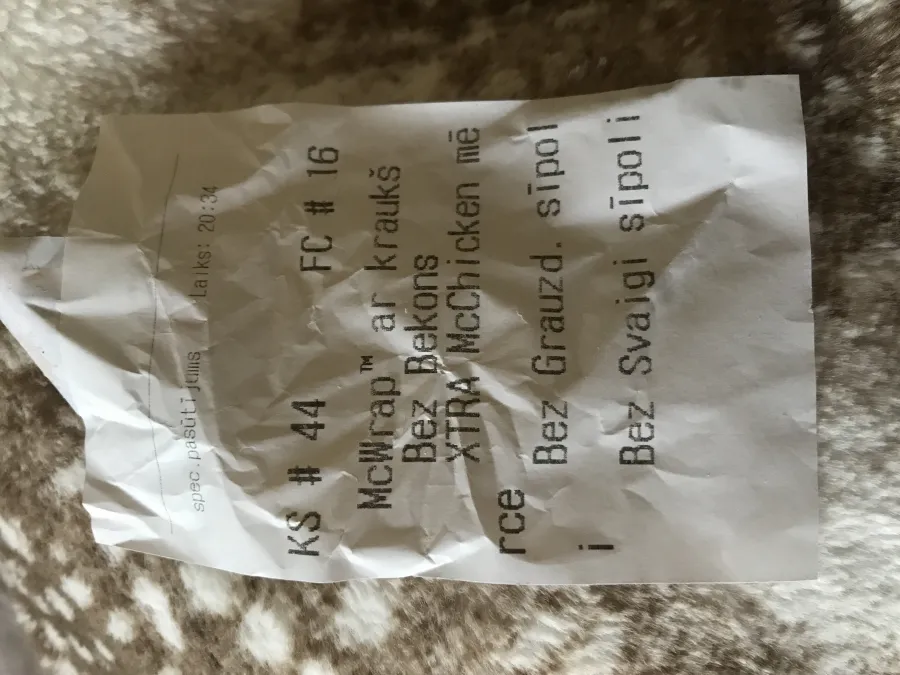 spec.pasūtījums Laiks: 20:34
KS # 44 FC # 16
McWrap™ ar kraukš
Bez Bekons
XTRA McChicken mē
rce
Bez Grauzd. sīpol
i
Bez Svaigi sīpoli